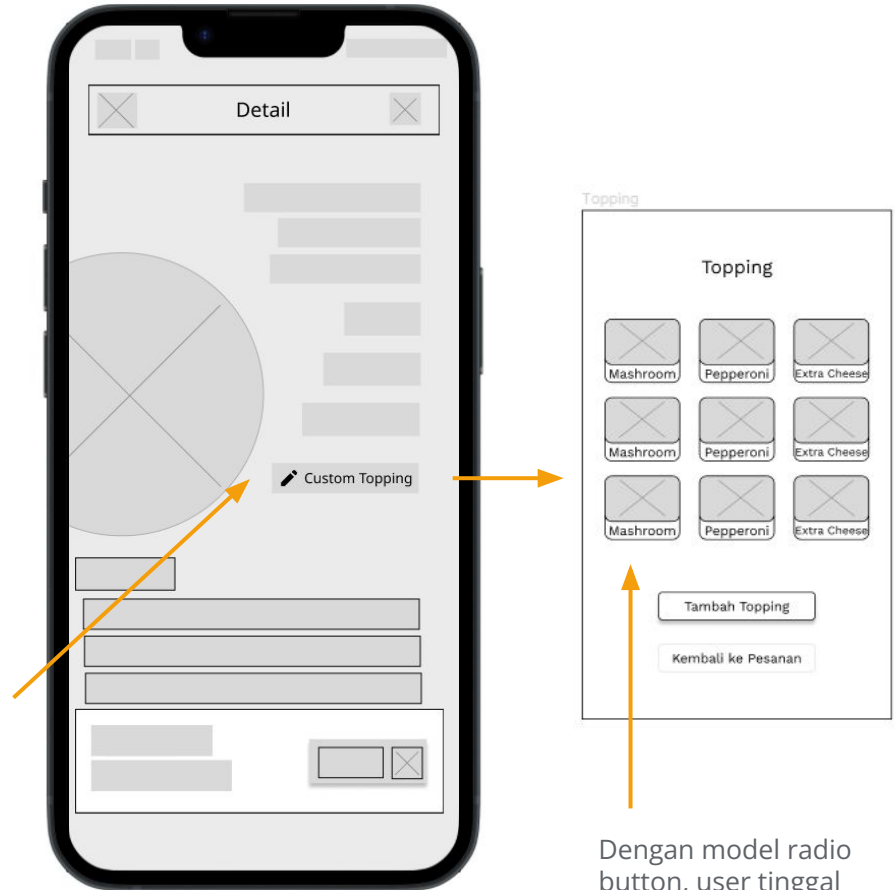 Detail
Custom Topping
Topping
Topping
Mashroom Pepperoni Extra Cheese
Mashroom Pepperoni Extra Cheese
Mashroom Pepperoni Extra Cheese
Tambah Topping
Kembali ke Pesanan
Dengan model radio
button, user tinggal